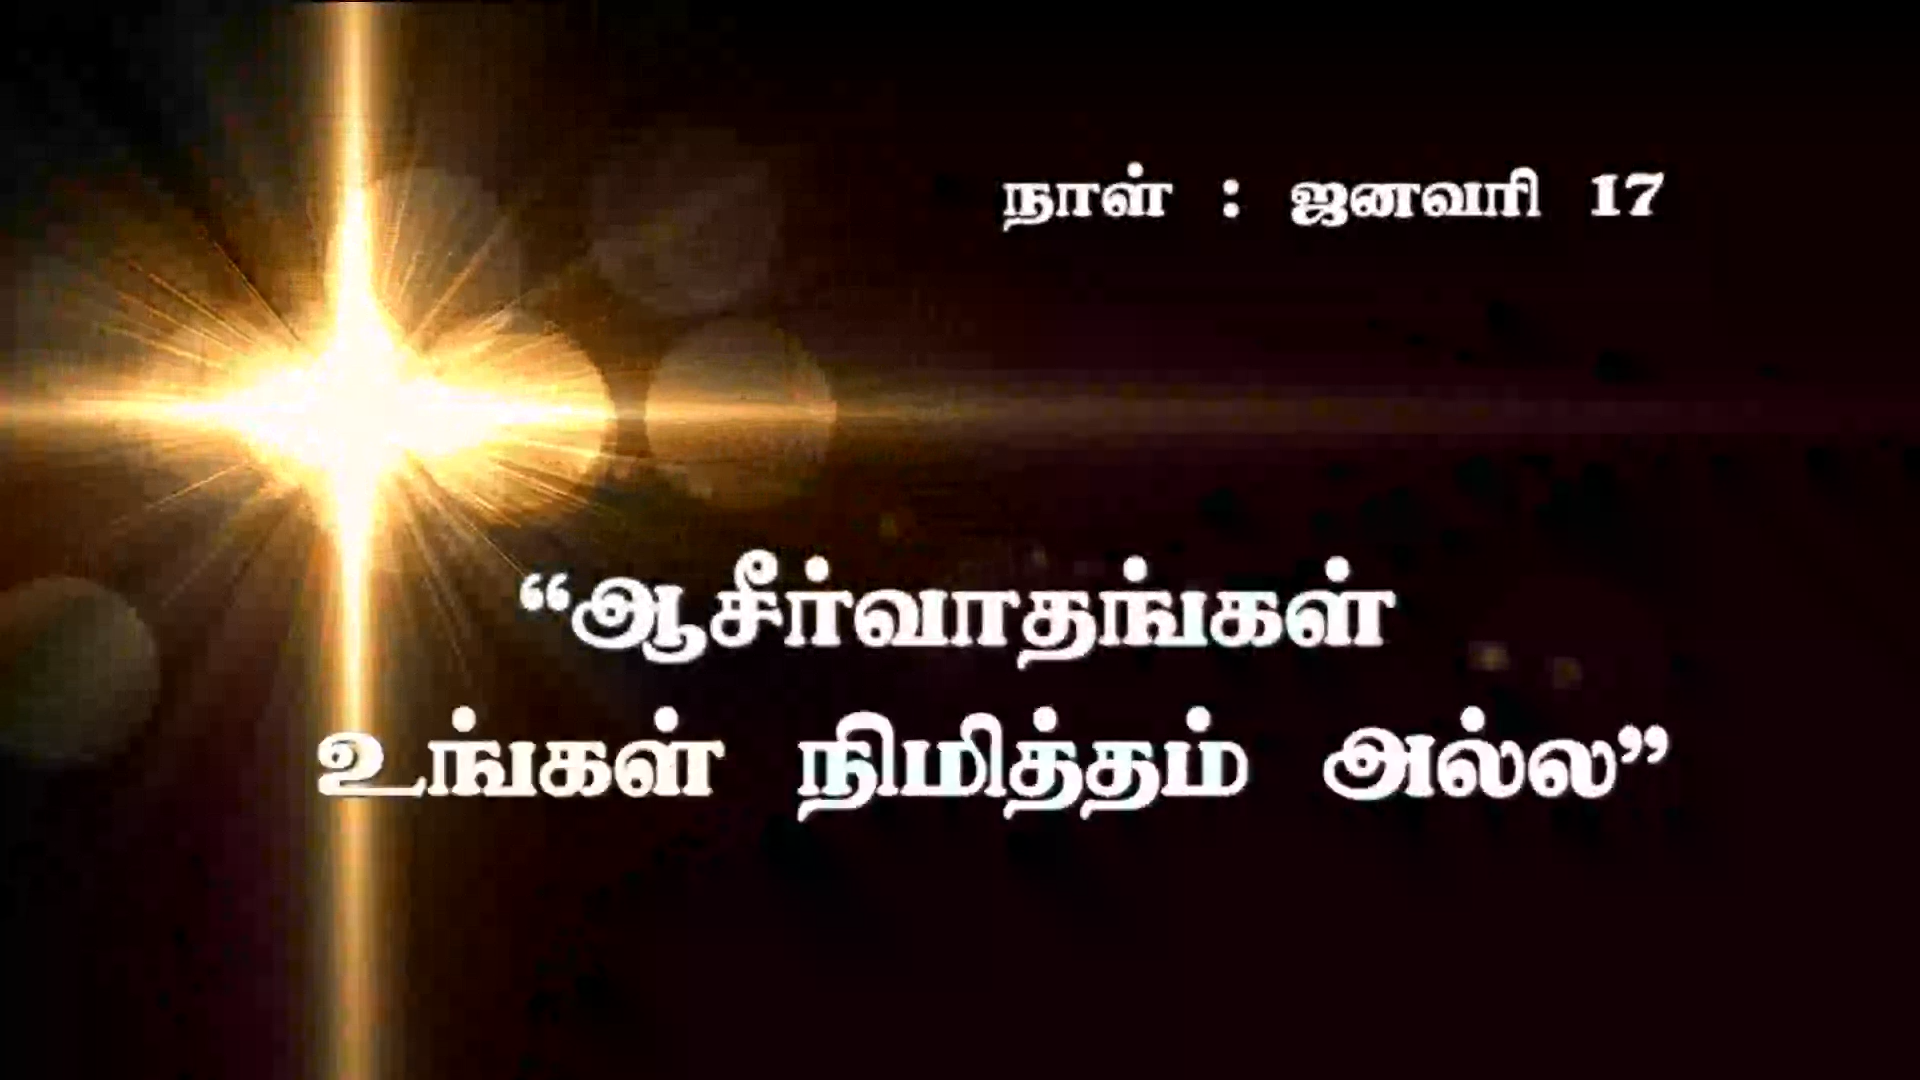 நாள் : ஜனவரி 17
“ஆசீர்வாதங்கள்
உங்கள் நிமித்தம் அல்ல”